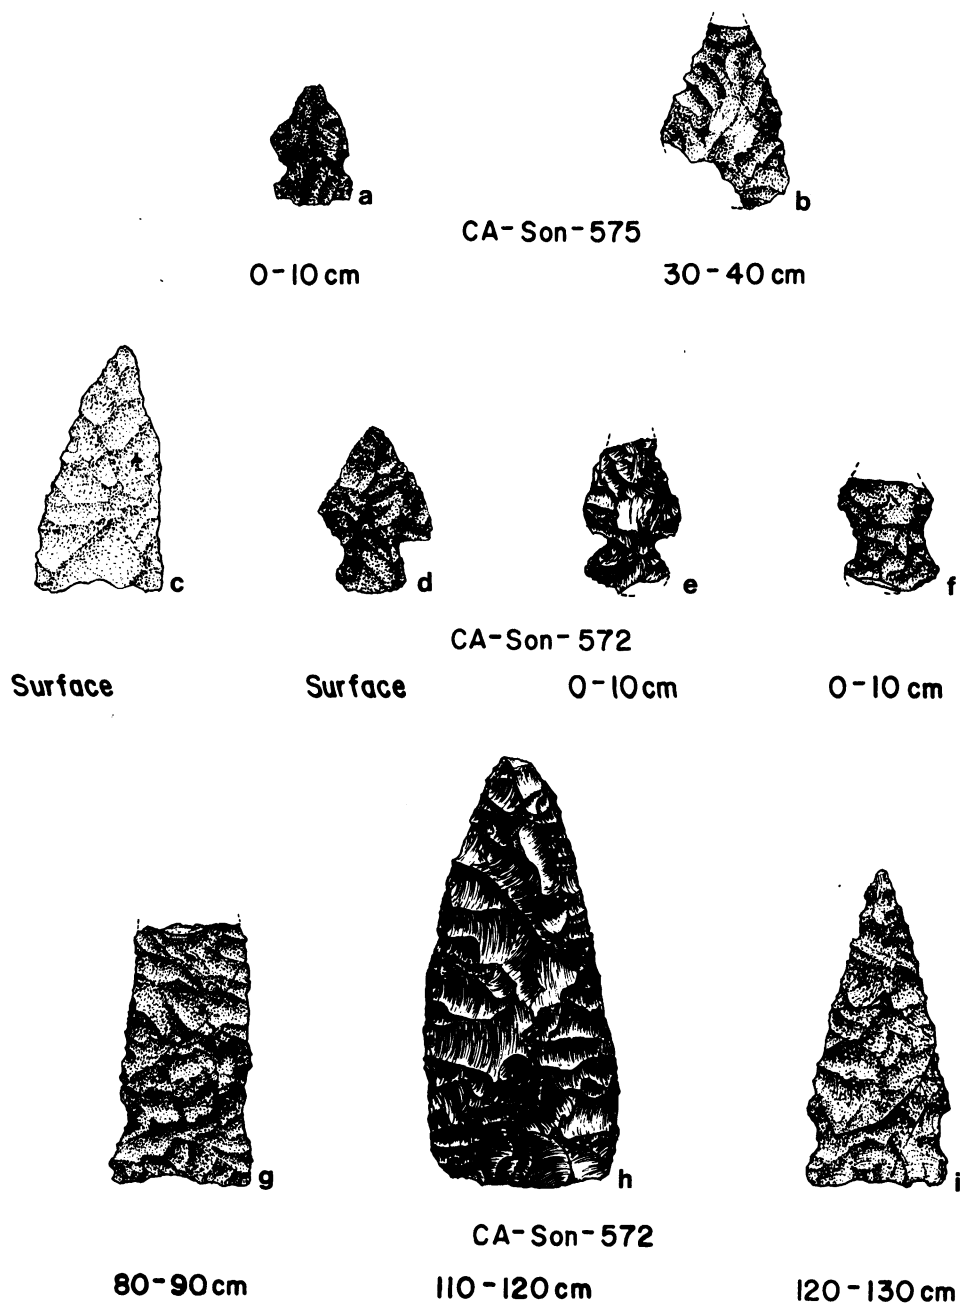 a b
CA-Son-575
0-10 cm 30-40 cm
c d e f
CA-Son-572
Surface Surface 0-10 cm 0-10 cm
g h i
CA-Son-572
80-90 cm 110-120 cm 120-130 cm